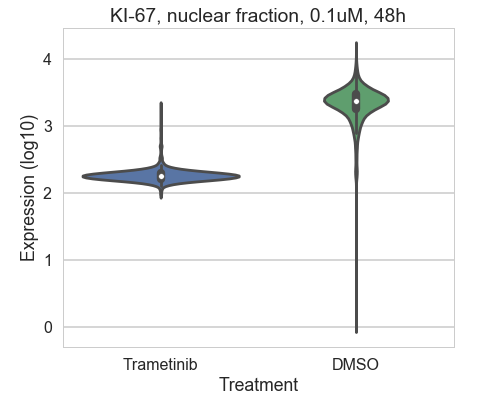 KI-67, nuclear fraction, 0.1uM, 48h
Expression (log10)
4
3
2
1
0
Trametinib
DMSO
Treatment